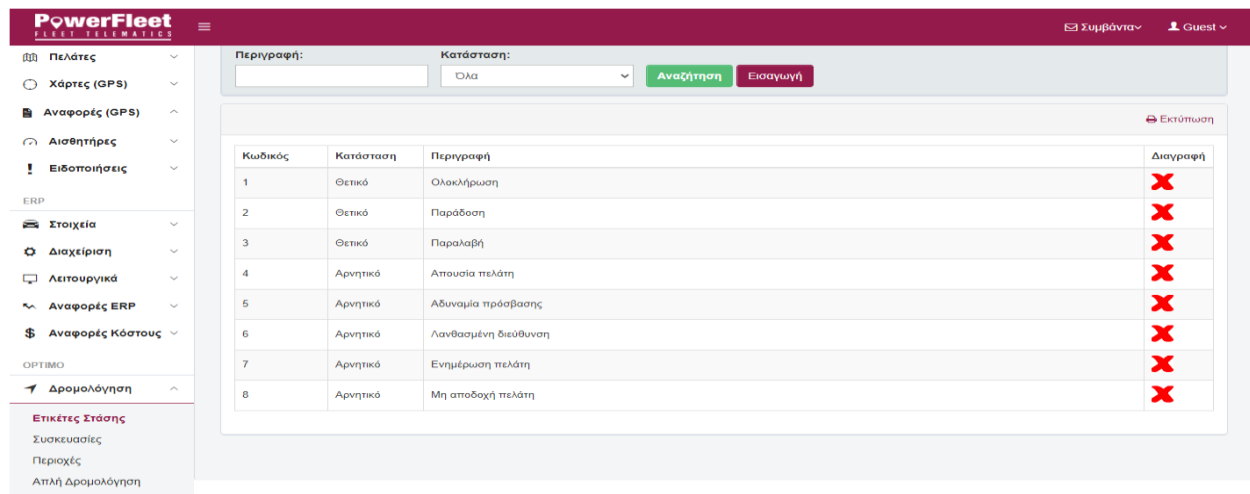 PowerFleet
FLEET TELEMATICS
Συμβάντα
Guest
Πελάτες
Χάρτες (GPS)
Αναφορές (GPS)
Αισθητήρες
Ειδοποιήσεις
ERP
Στοιχεία
Διαχείριση
Λειτουργικά
Αναφορές ERP
Αναφορές Κόστους
OPTIMO
Δρομολόγηση
Ετικέτες Στάσης
Συσκευασίες
Περιοχές
Απλή Δρομολόγηση
Περιγραφή: Κατάσταση:
Όλα Αναζήτηση Εισαγωγή
Εκτύπωση
Κωδικός Κατάσταση Περιγραφή Διαγραφή
1 Θετικό Ολοκλήρωση
2 Θετικό Παράδοση
3 Θετικό Παραλαβή
4 Αρνητικό Απουσία πελάτη
5 Αρνητικό Αδυναμία πρόσβασης
6 Αρνητικό Λανθασμένη διεύθυνση
7 Αρνητικό Ενημέρωση πελάτη
8 Αρνητικό Μη αποδοχή πελάτη